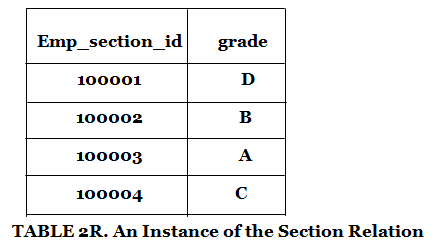 Emp_section_id grade
100001 D
100002 B
100003 A
100004 C
TABLE 2R. An Instance of the Section Relation